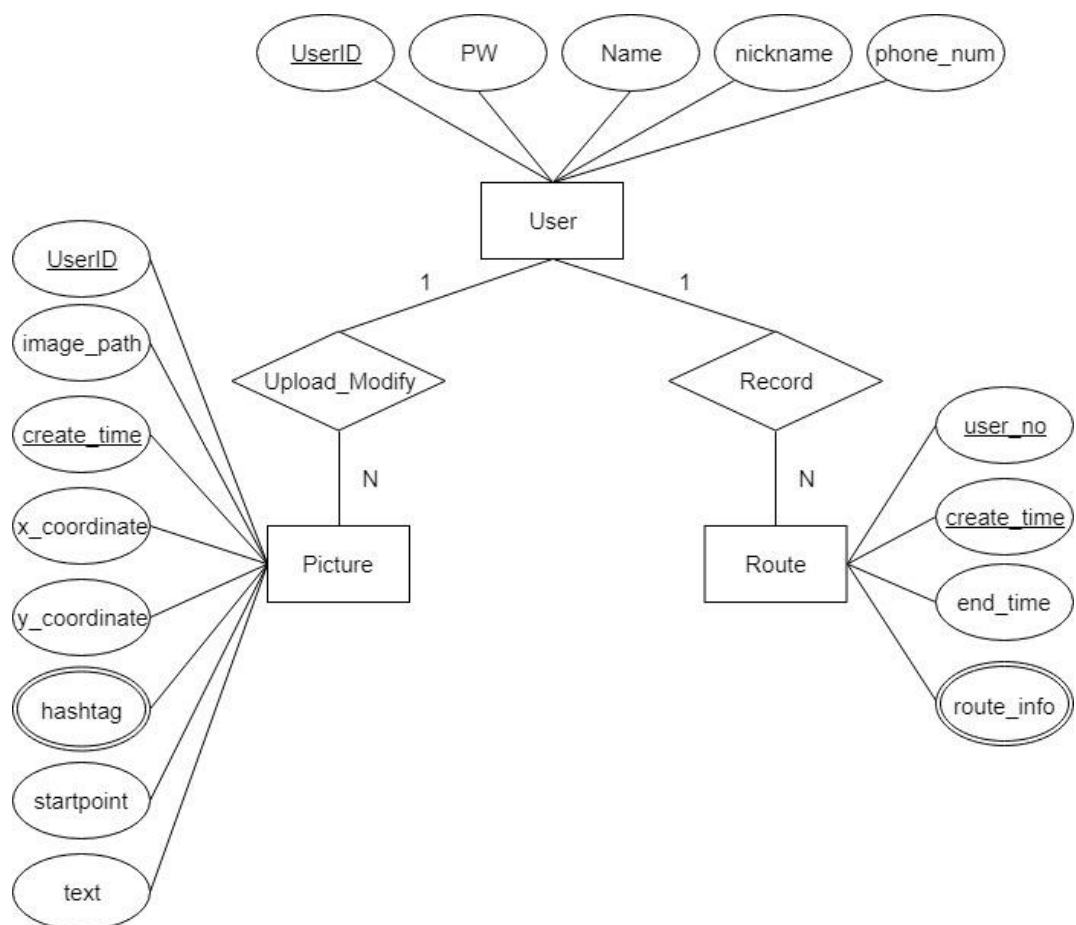 UserID
PW
Name
nickname
phone_num
User
1
1
Upload_Modify
Record
N
N
Picture
Route
UserID
image_path
create_time
x_coordinate
y_coordinate
hashtag
startpoint
text
user_no
create_time
end_time
route_info